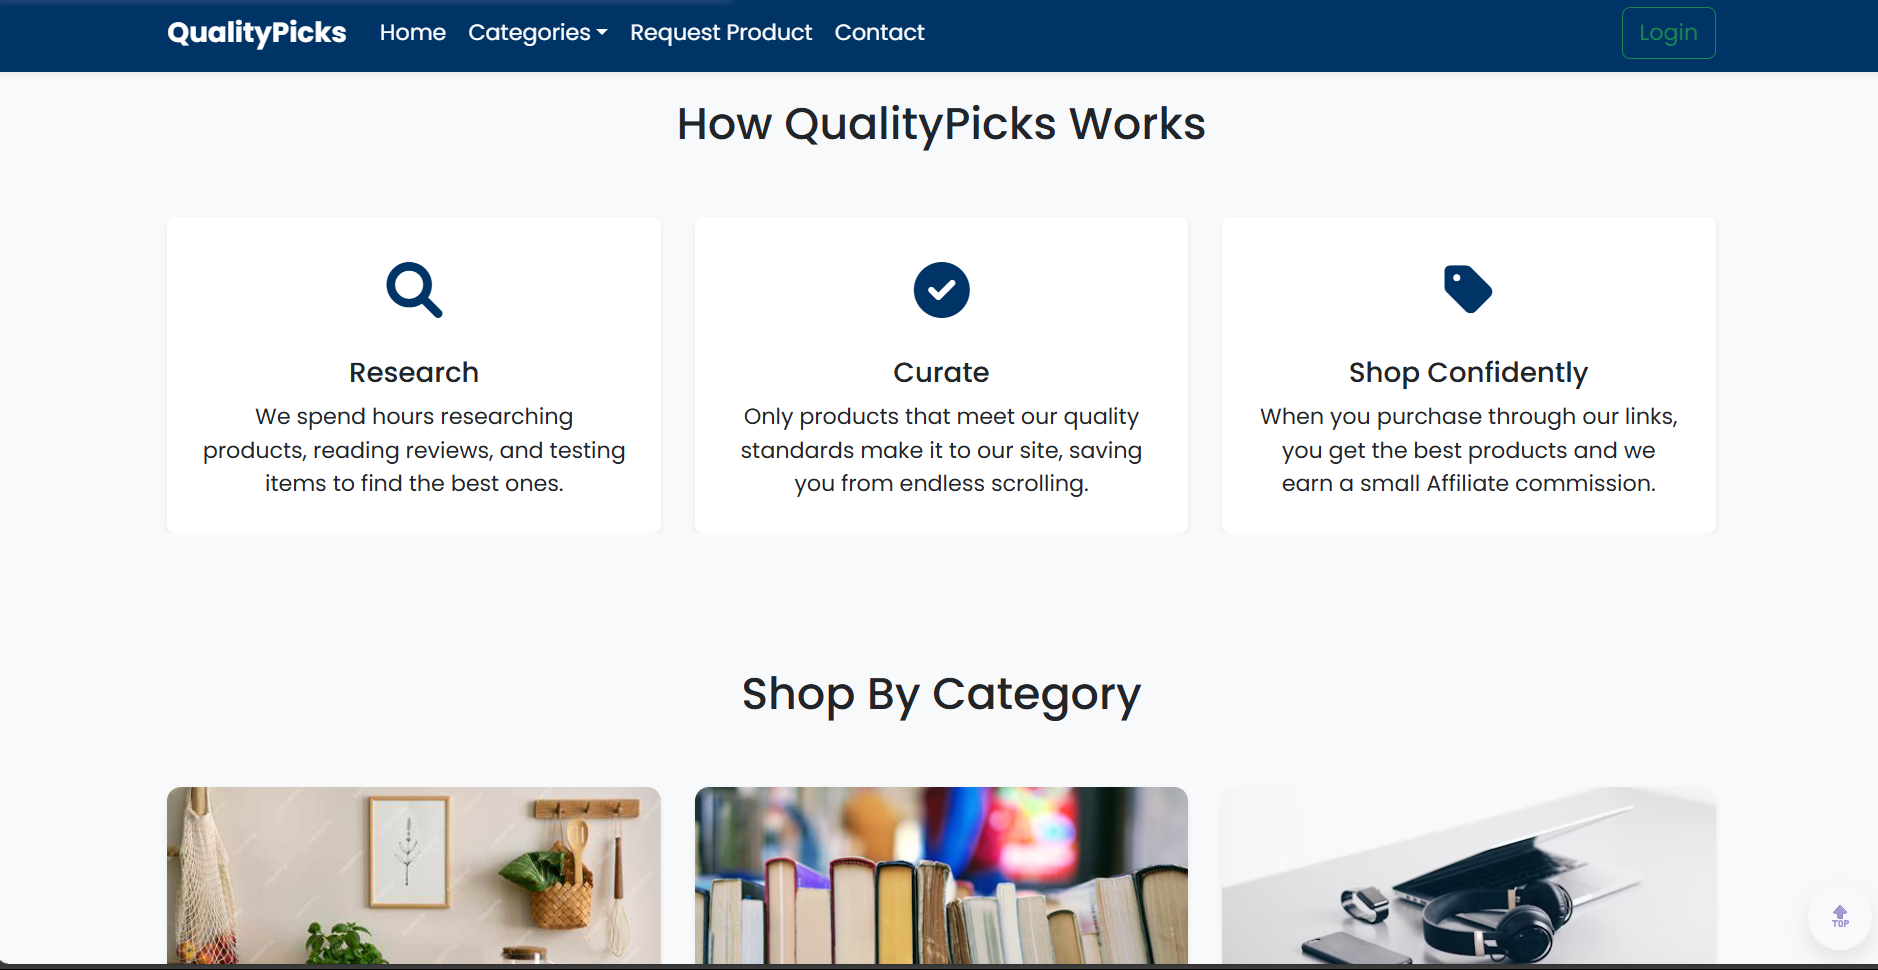 QualityPicks Home Categories Request Product Contact Login
How QualityPicks Works
Research
We spend hours researching
products, reading reviews, and testing
items to find the best ones.
Curate
Only products that meet our quality
standards make it to our site, saving
you from endless scrolling.
Shop Confidently
When you purchase through our links,
you get the best products and we
earn a small Affiliate commission.
Shop By Category
TOP